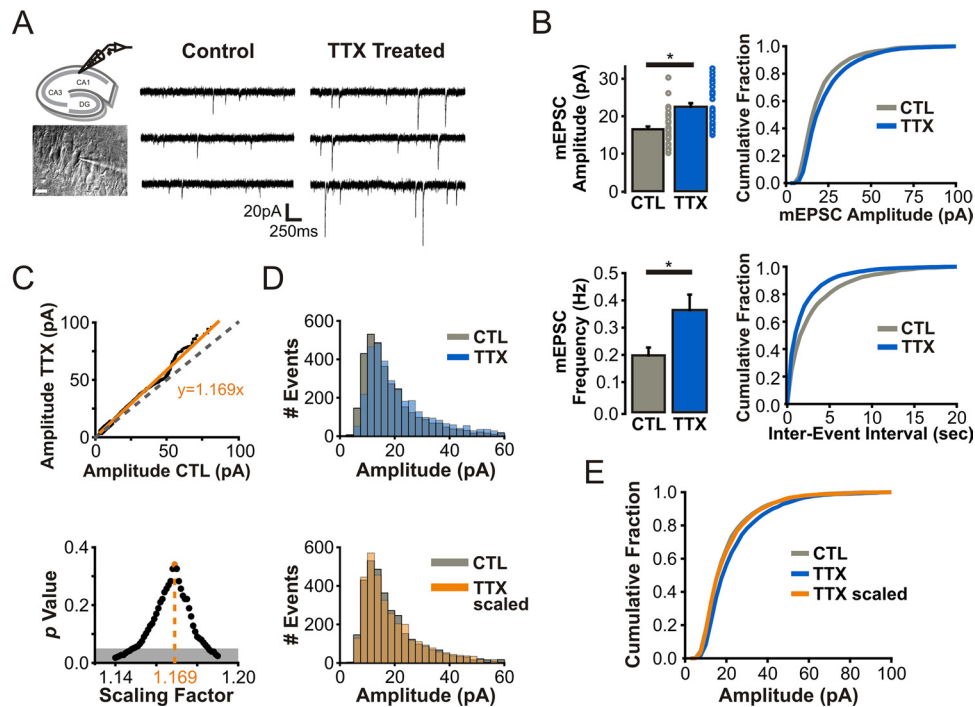 A
Control
TTX Treated
CA1
CA3
DG
20pA
250ms
B
mEPSC
Amplitude (pA)
30
20
10
0
*
CTL TTX
Cumulative Fraction
1.0
0.8
0.6
0.4
0.2
0.0
CTL
TTX
0 25 50 75 100
mEPSC Amplitude (pA)
mEPSC
Frequency (Hz)
0.5
0.4
0.3
0.2
0.1
0.0
*
CTL TTX
Cumulative Fraction
1.0
0.8
0.6
0.4
0.2
0.0
CTL
TTX
0 5 10 15 20
Inter-Event Interval (sec)
C
Amplitude TTX (pA)
100
50
0
y=1.169x
0 50 100
Amplitude CTL (pA)
p Value
0.4
0.2
0.0
1.14 1.169 1.20
Scaling Factor
D
# Events
600
400
200
0
CTL
TTX
0 20 40 60
Amplitude (pA)
# Events
600
400
200
0
CTL
TTX
scaled
0 20 40 60
Amplitude (pA)
E
Cumulative Fraction
1.0
0.8
0.6
0.4
0.2
0.0
CTL
TTX
TTX scaled
0 20 40 60 80 100
Amplitude (pA)